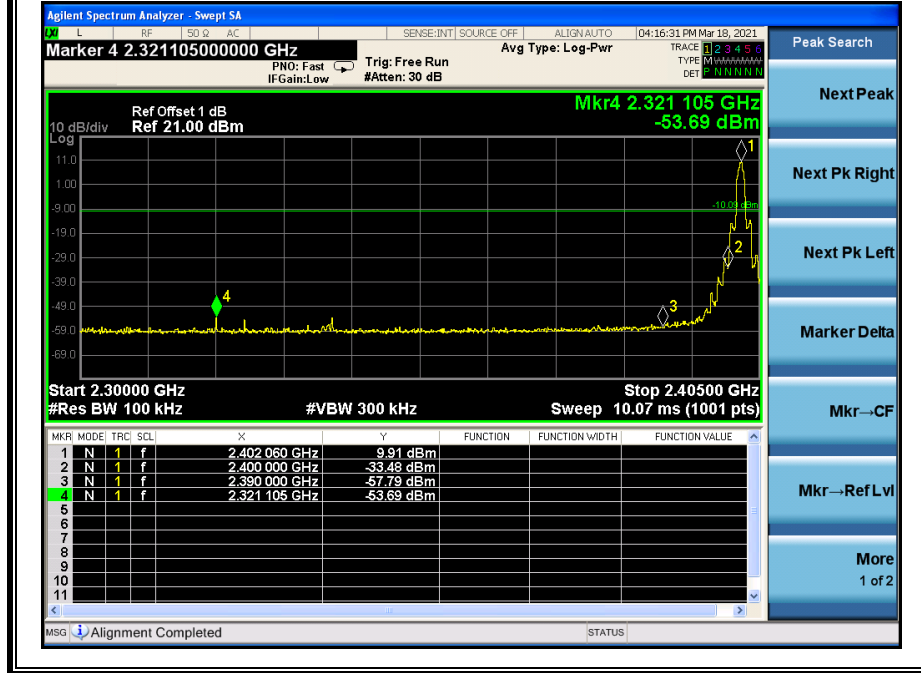 Agilent Spectrum Analyzer - Swept SA
LXI L RF 50 Ω AC SENSE:INT SOURCE OFF ALIGN AUTO 04:16:31 PM Mar 18, 2021
Marker 4 2.321105000000 GHz
Avg Type: Log-Pwr
TRACE 1 2 3 4 5 6
TYPE M
DET P N N N N N
PNO: Fast
IFGain:Low
Trig: Free Run
#Atten: 30 dB
Peak Search
Next Peak
Next Pk Right
Next Pk Left
Marker Delta
Mkr→CF
Mkr→Ref Lvl
More
1 of 2
Mkr4 2.321 105 GHz
-53.69 dBm
Ref Offset 1 dB
10 dB/div Ref 21.00 dBm
Log
11.0
1.00
-9.00
-19.0
-29.0
-39.0
-49.0
-59.0
-69.0
-10.09 dBm
1
2
3
4
Start 2.30000 GHz Stop 2.40500 GHz
#Res BW 100 kHz #VBW 300 kHz Sweep 10.07 ms (1001 pts)
MKR MODE TRC SCL X Y FUNCTION FUNCTION WIDTH FUNCTION VALUE
1 N 1 f 2.402 060 GHz 9.91 dBm
2 N 1 f 2.400 000 GHz -33.48 dBm
3 N 1 f 2.390 000 GHz -57.79 dBm
4 N 1 f 2.321 105 GHz -53.69 dBm
5
6
7
8
9
10
11
MSG Alignment Completed STATUS